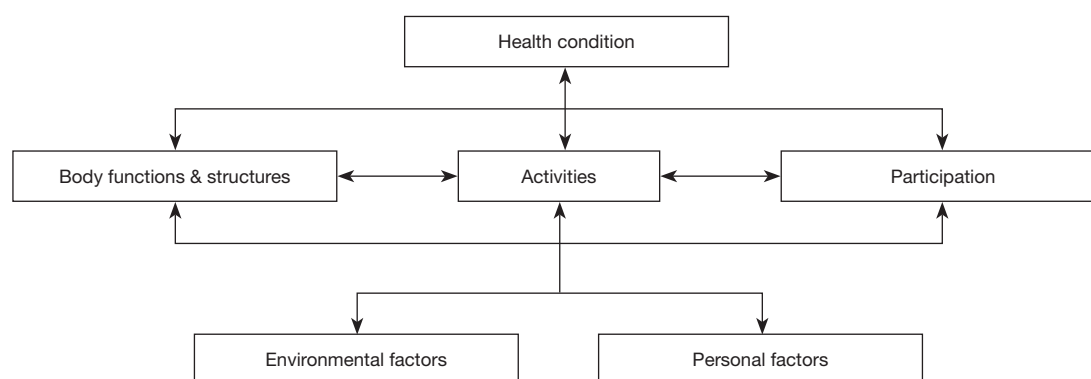 Health condition
Body functions & structures
Activities
Participation
Environmental factors
Personal factors